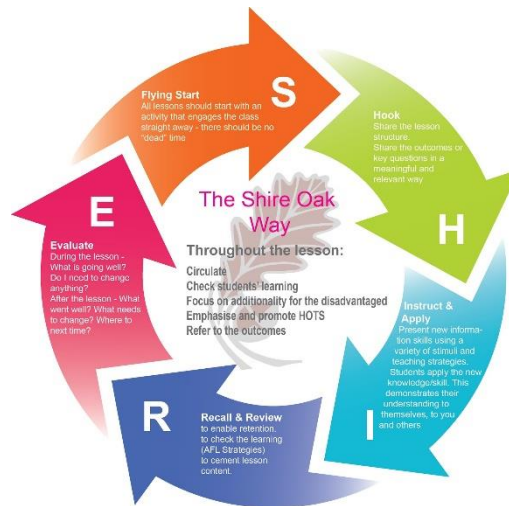 S
Flying Start
All lessons should start with an
activity that engages the class
straight away - there should be no
"dead" time
Hook
Share the lesson
structure.
Share the outcomes or
key questions in a
meaningful and
relevant way
H
Instruct &
Apply
Present new informa-
tion skills using a
variety of stimuli and
teaching strategies.
Students apply the new
knowledge/skill. This
demonstrates their
understanding to
themselves, to you
and others
I
Recall & Review
to enable retention.
to check the learning
(AFL Strategies)
to cement lesson
content.
R
E
Evaluate
During the lesson -
What is going well?
Do I need to change
anything?
After the lesson - What
went well? What needs
to change? Where to
next time?
The Shire Oak
Way
Throughout the lesson:
Circulate
Check students' learning
Focus on additionality for the disadvantaged
Emphasise and promote HOTS
Refer to the outcomes